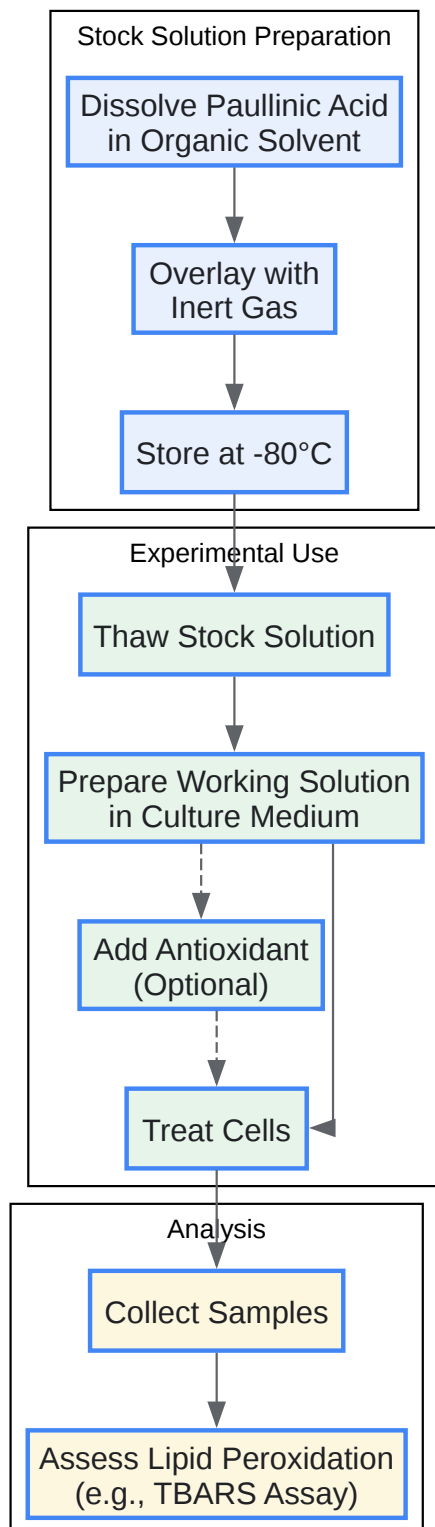 Stock Solution Preparation
Dissolve Paullinic Acid
in Organic Solvent
Overlay with
Inert Gas
Store at -80°C
Experimental Use
Thaw Stock Solution
Prepare Working Solution
in Culture Medium
Add Antioxidant
(Optional)
Treat Cells
Analysis
Collect Samples
Assess Lipid Peroxidation
(e.g., TBARS Assay)